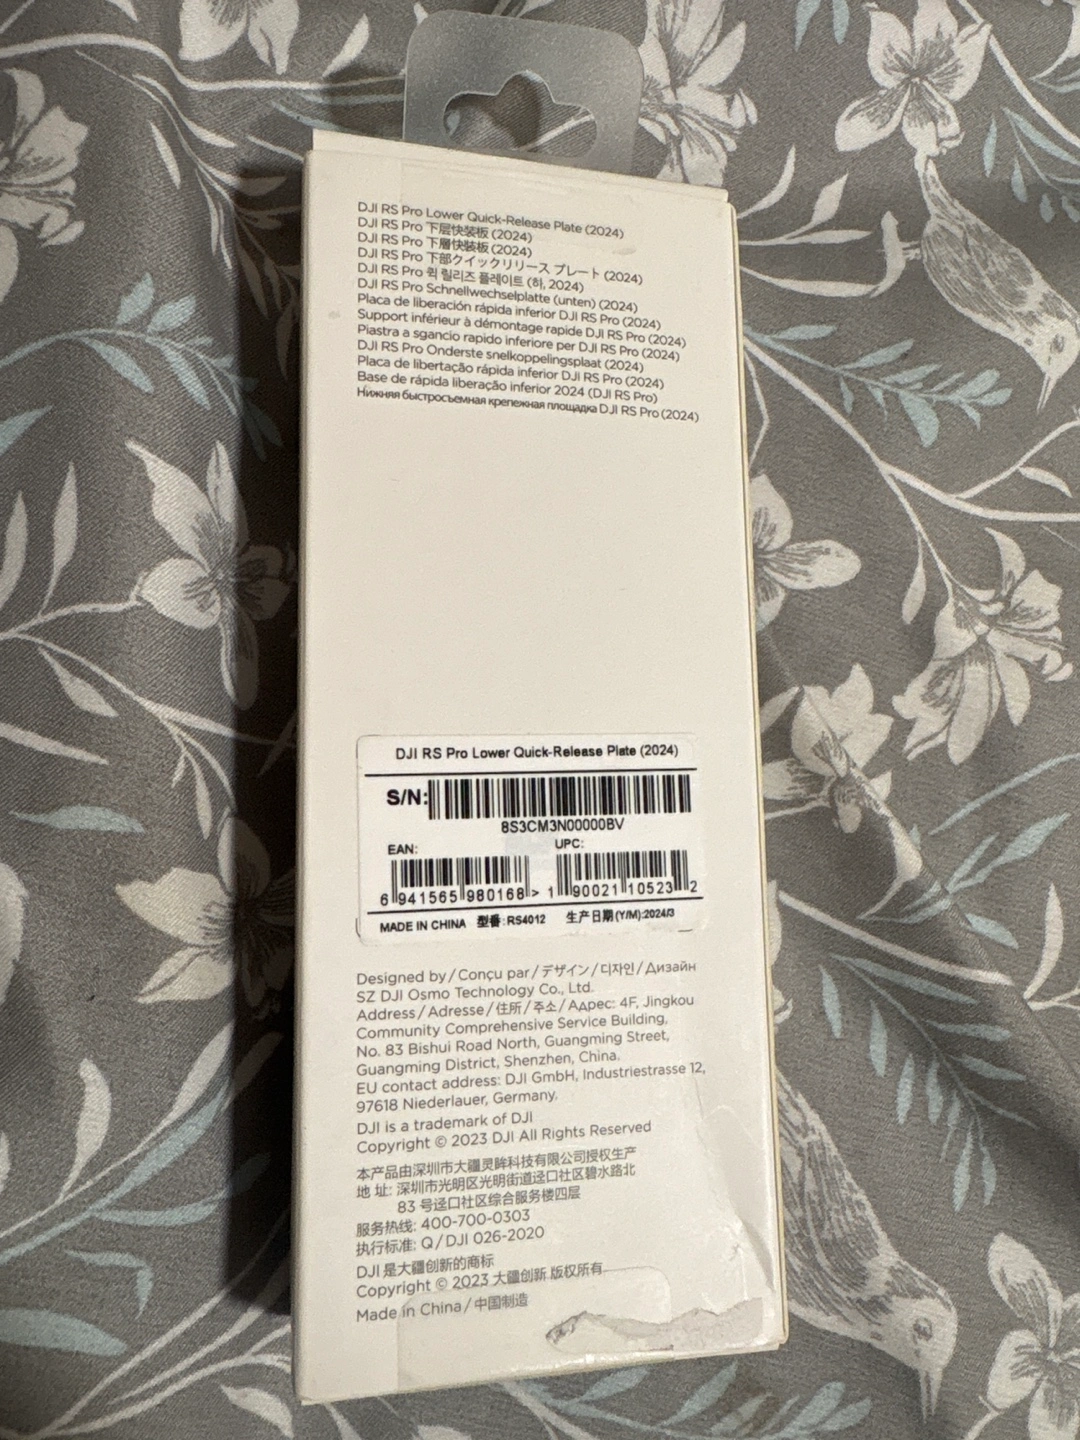 DJI RS Pro Lower Quick-Release Plate (2024)
DJI RS Pro 下层快装板 (2024)
DJI RS Pro 下層快裝板 (2024)
DJI RS Pro 下部クイックリリース プレート (2024)
DJI RS Pro 퀵 릴리즈 플레이트 (하, 2024)
DJI RS Pro Schnellwechselplatte (unten) (2024)
Placa de liberación rápida inferior DJI RS Pro (2024)
Support inférieur à démontage rapide DJI RS Pro (2024)
Piastra a sgancio rapido inferiore per DJI RS Pro (2024)
DJI RS Pro Onderste snelkoppelingsplaat (2024)
Placa de libertação rápida inferior DJI RS Pro (2024)
Base de rápida liberação inferior 2024 (DJI RS Pro)
Нижняя быстросъемная крепежная площадка DJI RS Pro (2024)
DJI RS Pro Lower Quick-Release Plate (2024)
S/N:
8S3CM3N00000BV
EAN: UPC:
6 941565 980168 > 1 90021 10523 2
MADE IN CHINA 型番:RS4012 生产日期(Y/M):2024/3
Designed by / Conçu par / デザイン / 디자인 / Дизайн
SZ DJI Osmo Technology Co., Ltd.
Address / Adresse / 住所 / 주소 / Адрес: 4F, Jingkou
Community Comprehensive Service Building,
No. 83 Bishui Road North, Guangming Street,
Guangming District, Shenzhen, China.
EU contact address: DJI GmbH, Industriestrasse 12,
97618 Niederlauer, Germany.
DJI is a trademark of DJI
Copyright © 2023 DJI All Rights Reserved
本产品由深圳市大疆灵眸科技有限公司授权生产
地 址: 深圳市光明区光明街道迳口社区碧水路北
83 号迳口社区综合服务楼四层
服务热线: 400-700-0303
执行标准: Q / DJI 026-2020
DJI 是大疆创新的商标
Copyright © 2023 大疆创新 版权所有
Made in China / 中国制造